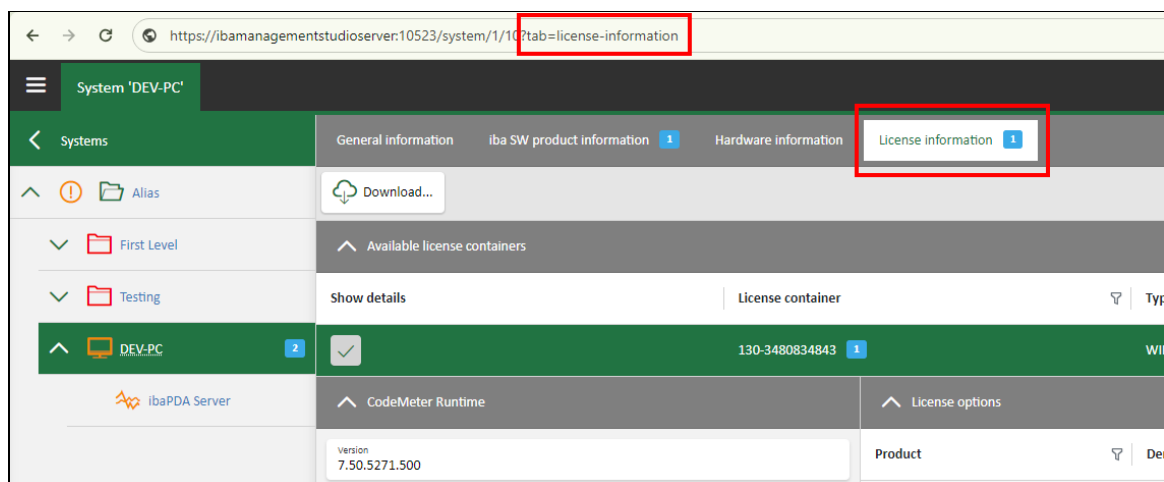 https://ibamanagementstudioserver:10523/system/1/10?tab=license-information
System 'DEV-PC'
Systems
General information iba SW product information 1 Hardware information License information 1
Alias
Download...
First Level
Available license containers
Testing
Show details License container
DEV-PC 2
130-3480834843 1
ibaPDA Server
CodeMeter Runtime License options
Version
7.50.5271.500
Product